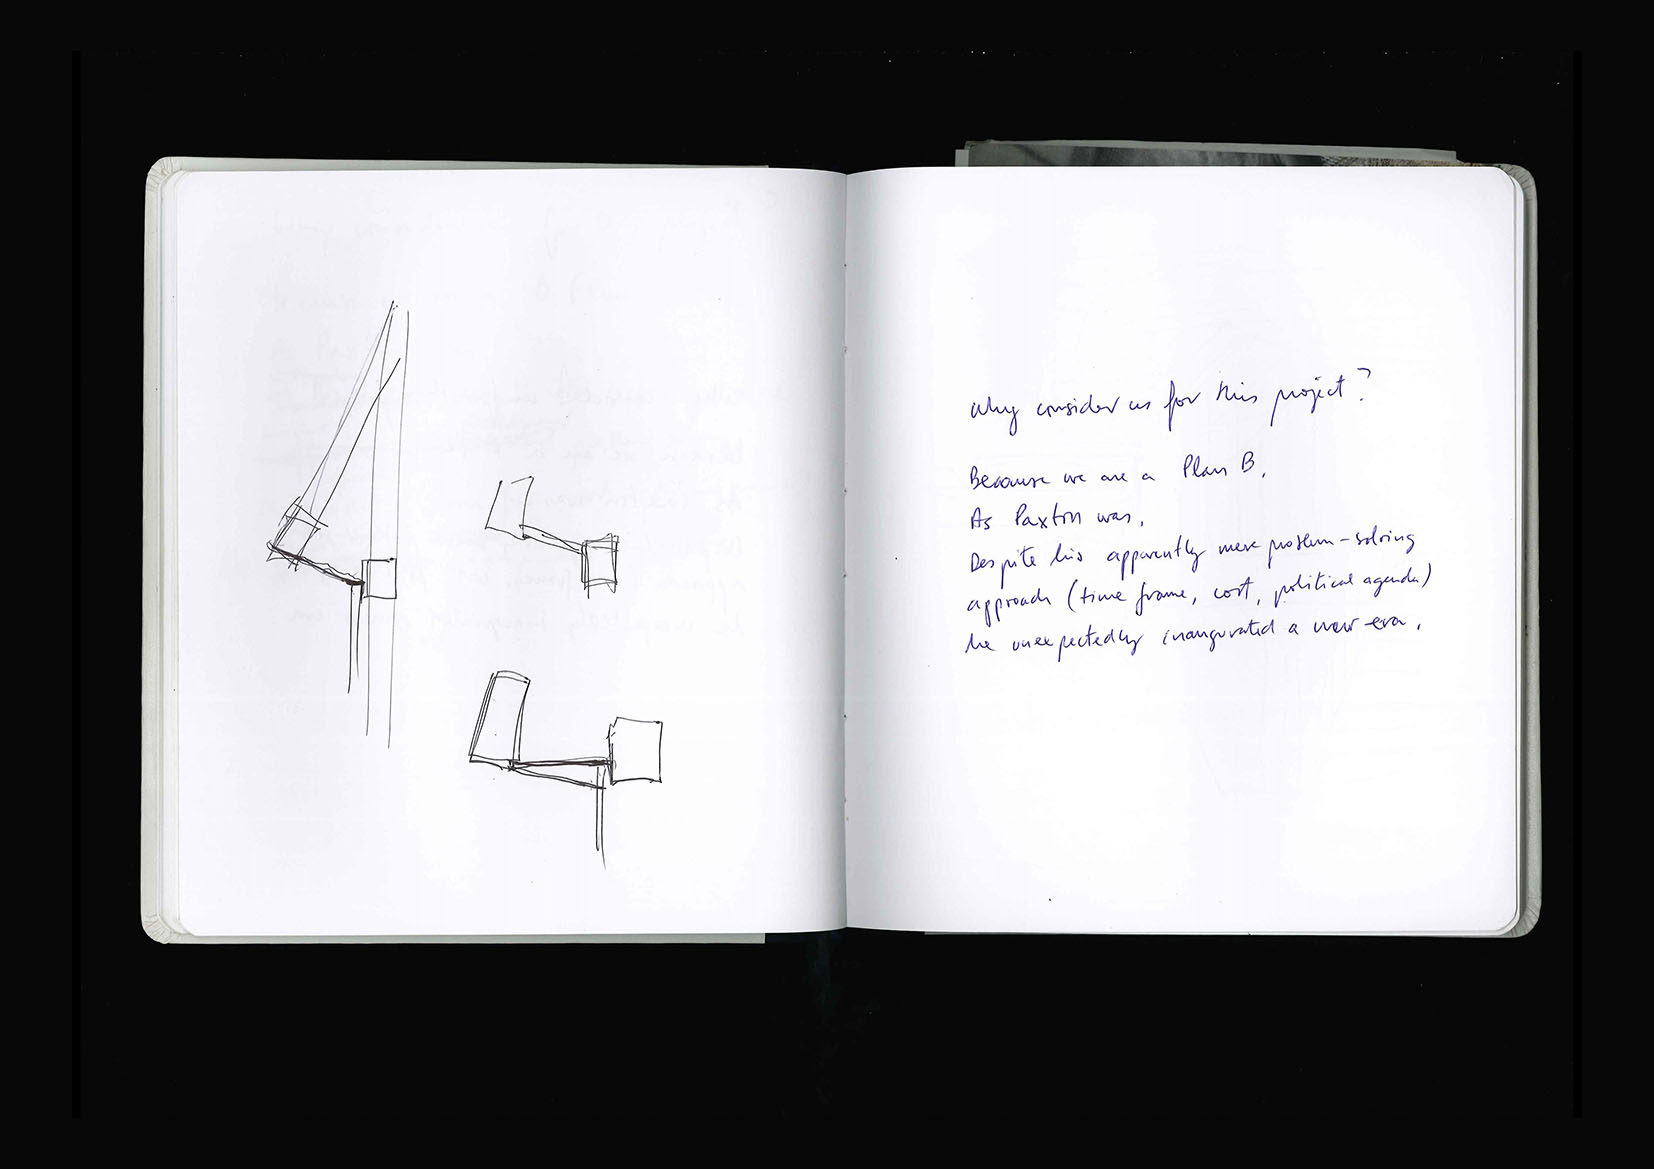 Why consider us for this project?
Because we are a Plan B.
As Paxton was.
Despite his apparently mere problem-solving
approach (time frame, cost, political agenda)
he unexpectedly inaugurated a new era.